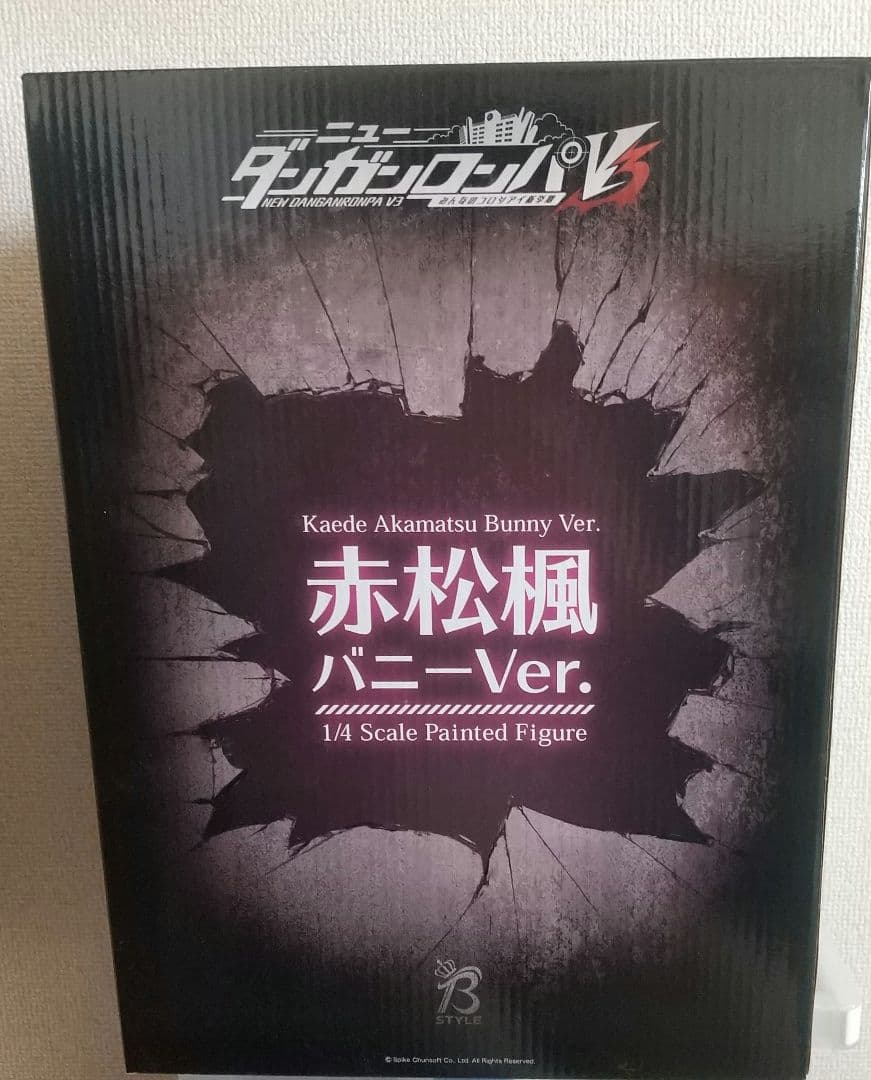 ニュー
ダンガンロンパV3
NEW DANGANRONPA V3 みんなのコロシアイ新学期
Kaede Akamatsu Bunny Ver.
赤松楓
バニーVer.
1/4 Scale Painted Figure
B
STYLE
© Spike Chunsoft Co., Ltd. All Rights Reserved.